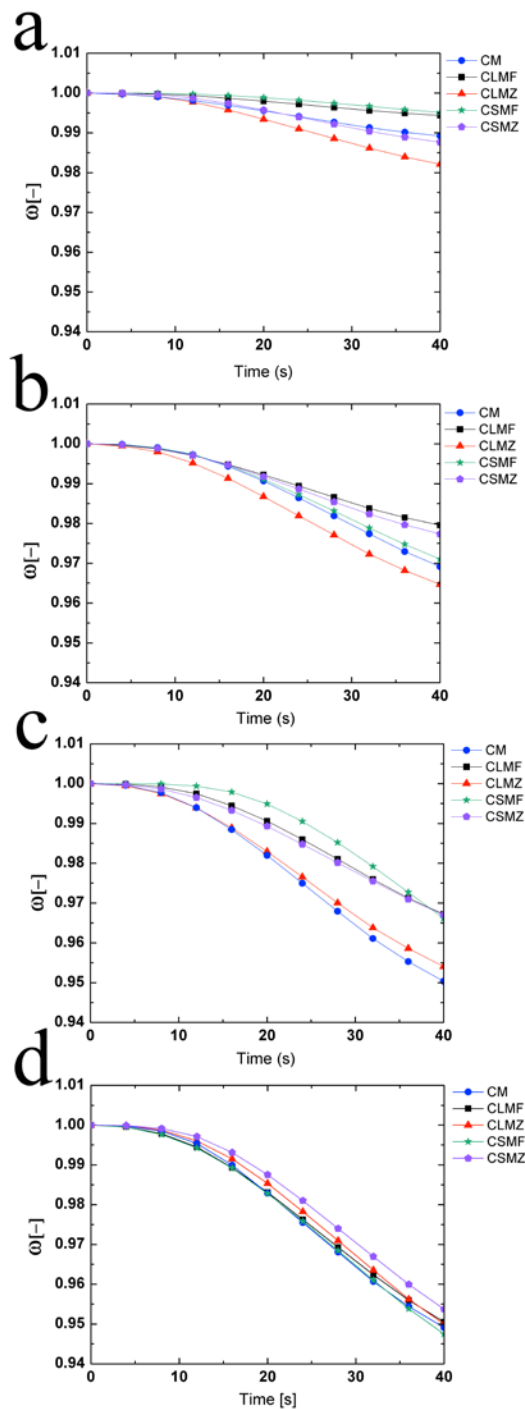 a
1.01
1.00
0.99
0.98
0.97
0.96
0.95
0.94
ω[-]
0 10 20 30 40
Time (s)
CM
CLMF
CLMZ
CSMF
CSMZ
b
1.01
1.00
0.99
0.98
0.97
0.96
0.95
0.94
ω[-]
0 10 20 30 40
Time (s)
CM
CLMF
CLMZ
CSMF
CSMZ
c
1.01
1.00
0.99
0.98
0.97
0.96
0.95
0.94
ω[-]
0 10 20 30 40
Time (s)
CM
CLMF
CLMZ
CSMF
CSMZ
d
1.01
1.00
0.99
0.98
0.97
0.96
0.95
0.94
ω[-]
0 10 20 30 40
Time [s]
CM
CLMF
CLMZ
CSMF
CSMZ